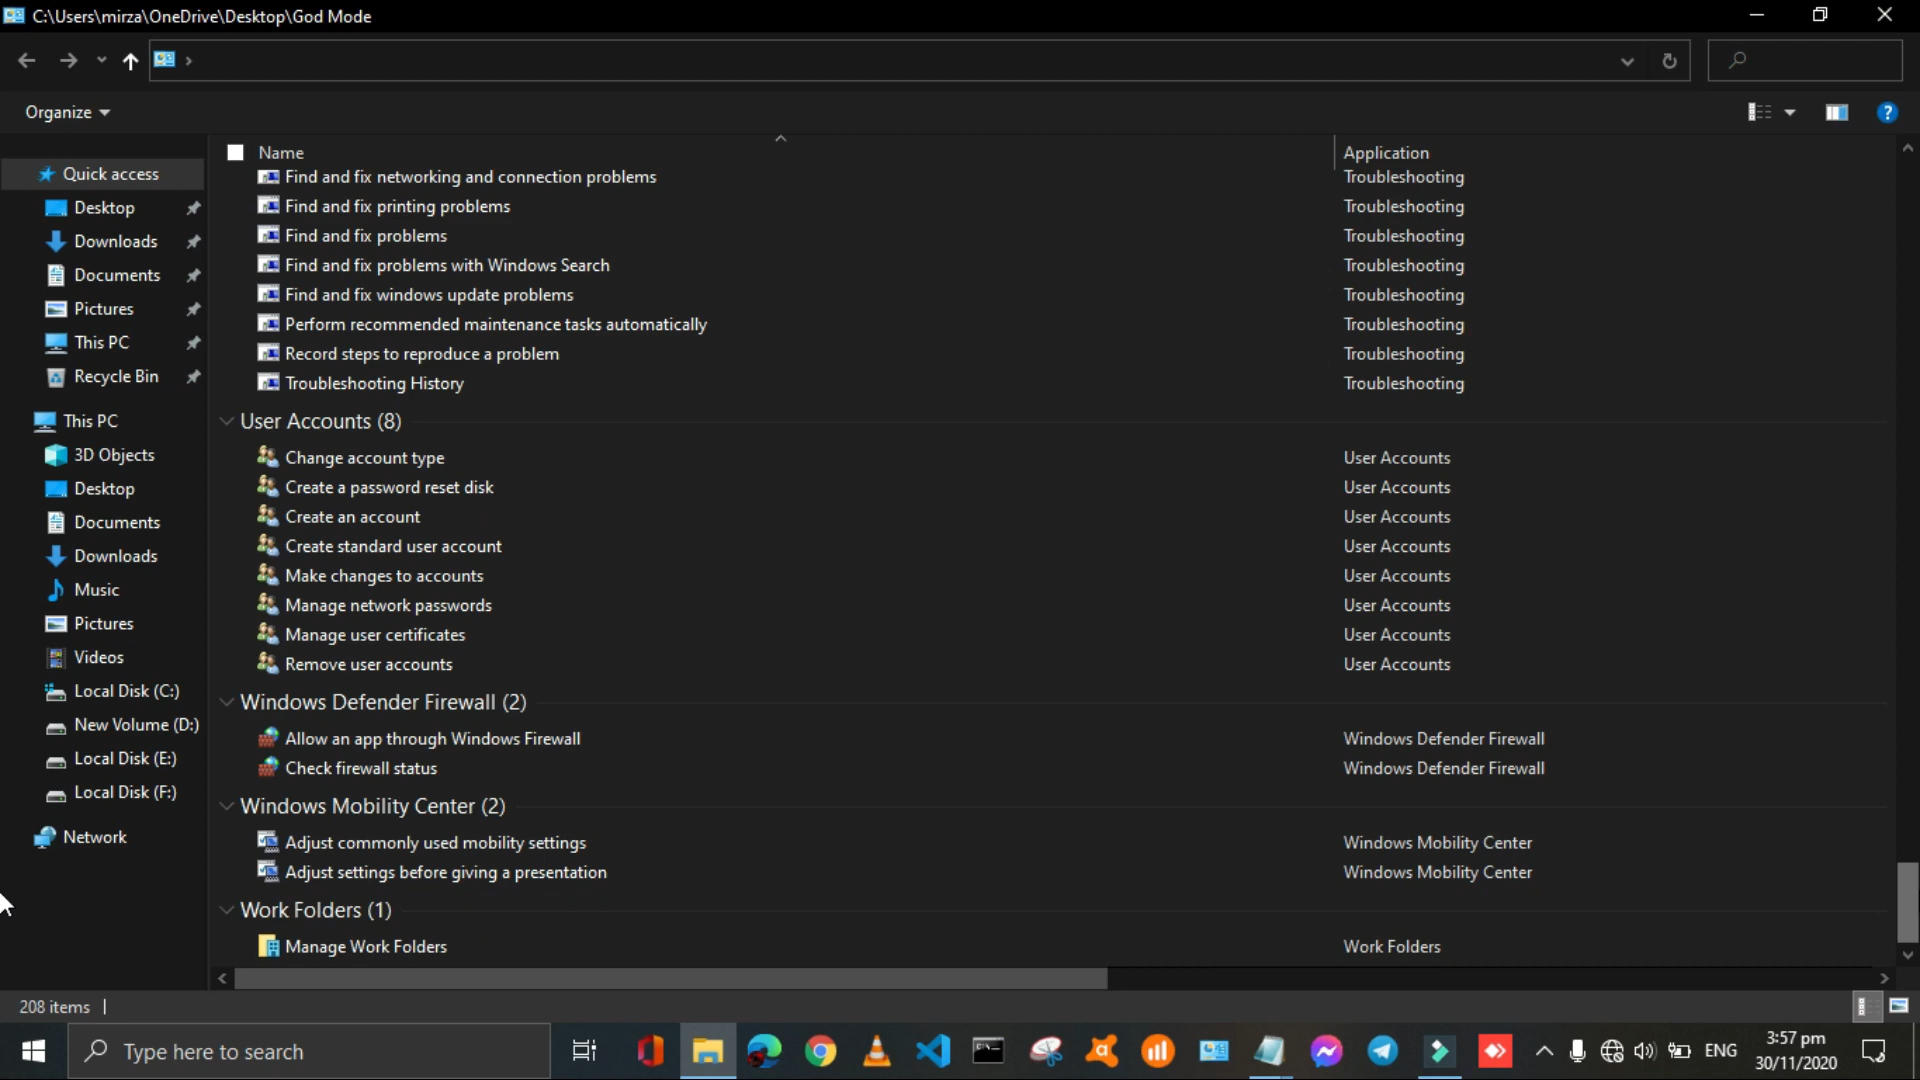 C:\Users\mirza\OneDrive\Desktop\God Mode
Organize
Name Application
Quick access
Desktop
Downloads
Documents
Pictures
This PC
Recycle Bin
This PC
3D Objects
Desktop
Documents
Downloads
Music
Pictures
Videos
Local Disk (C:)
New Volume (D:)
Local Disk (E:)
Local Disk (F:)
Network
Find and fix networking and connection problems Troubleshooting
Find and fix printing problems Troubleshooting
Find and fix problems Troubleshooting
Find and fix problems with Windows Search Troubleshooting
Find and fix windows update problems Troubleshooting
Perform recommended maintenance tasks automatically Troubleshooting
Record steps to reproduce a problem Troubleshooting
Troubleshooting History Troubleshooting
User Accounts (8)
Change account type User Accounts
Create a password reset disk User Accounts
Create an account User Accounts
Create standard user account User Accounts
Make changes to accounts User Accounts
Manage network passwords User Accounts
Manage user certificates User Accounts
Remove user accounts User Accounts
Windows Defender Firewall (2)
Allow an app through Windows Firewall Windows Defender Firewall
Check firewall status Windows Defender Firewall
Windows Mobility Center (2)
Adjust commonly used mobility settings Windows Mobility Center
Adjust settings before giving a presentation Windows Mobility Center
Work Folders (1)
Manage Work Folders Work Folders
208 items
Type here to search
ENG
3:57 pm
30/11/2020